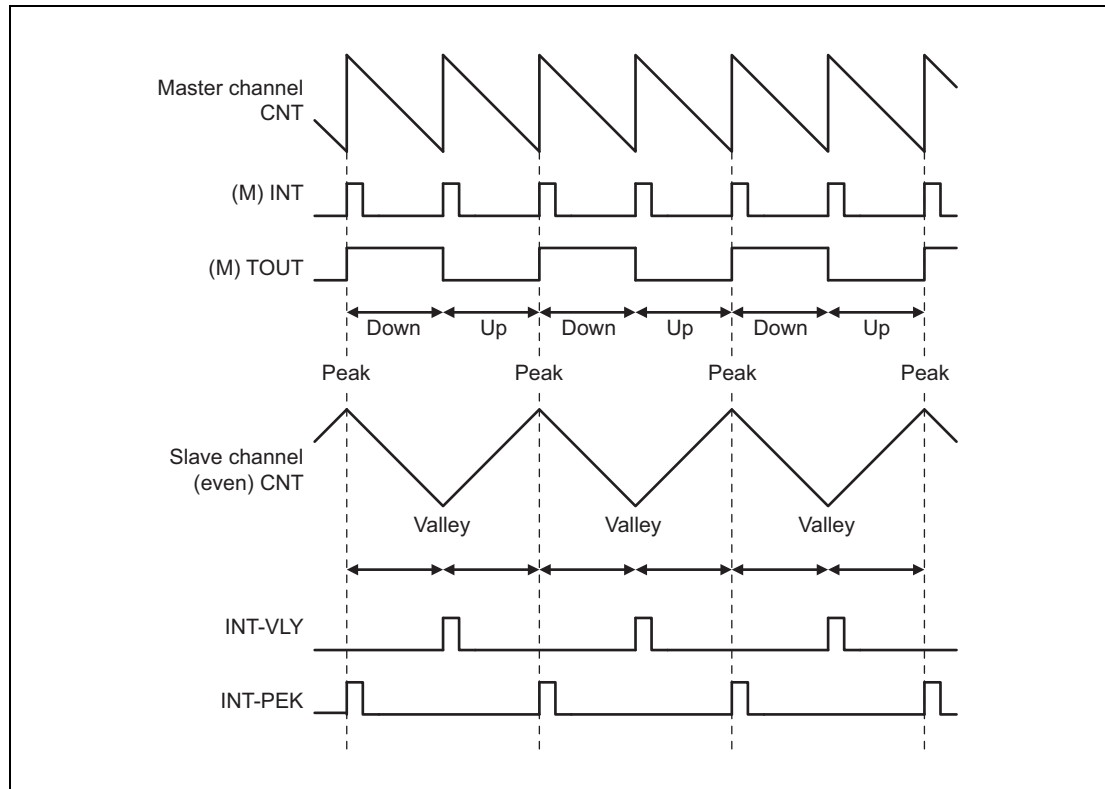 Master channel
CNT
(M) INT
(M) TOUT
Down Up Down Up Down Up
Peak Peak Peak Peak
Slave channel
(even) CNT
Valley Valley Valley
INT-VLY
INT-PEK